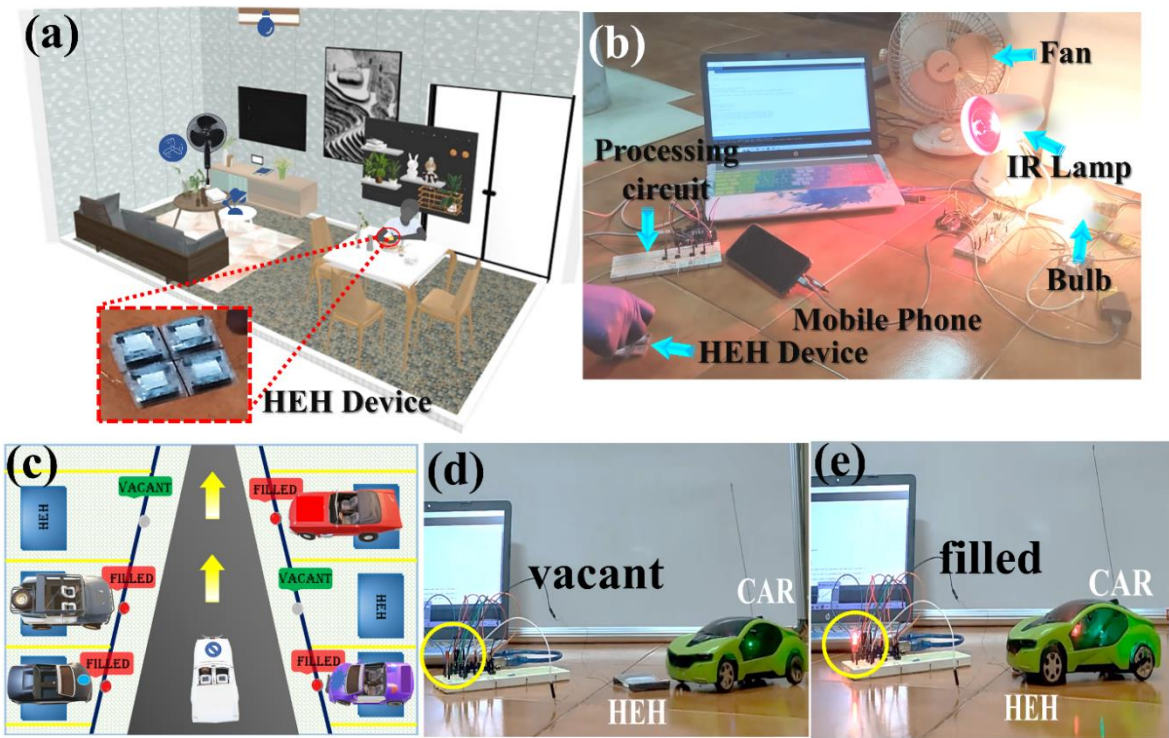 (a)
HEH Device
(b)
Fan
Processing
circuit
IR Lamp
Bulb
Mobile Phone
HEH Device
(c)
VACANT
FILLED
HEH
FILLED
VACANT
HEH
FILLED
FILLED
(d)
vacant
CAR
HEH
(e)
filled
CAR
HEH